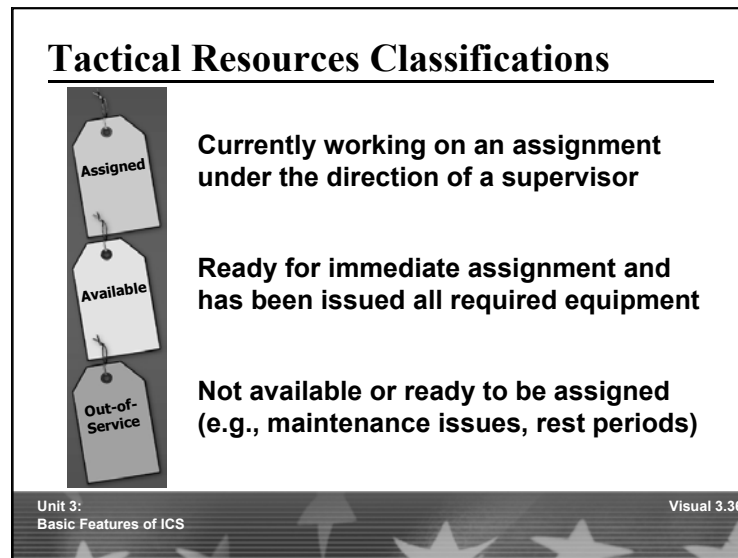 Tactical Resources Classifications
Assigned
Currently working on an assignment
under the direction of a supervisor
Available
Ready for immediate assignment and
has been issued all required equipment
Out-of-
Service
Not available or ready to be assigned
(e.g., maintenance issues, rest periods)
Unit 3:
Basic Features of ICS
Visual 3.36